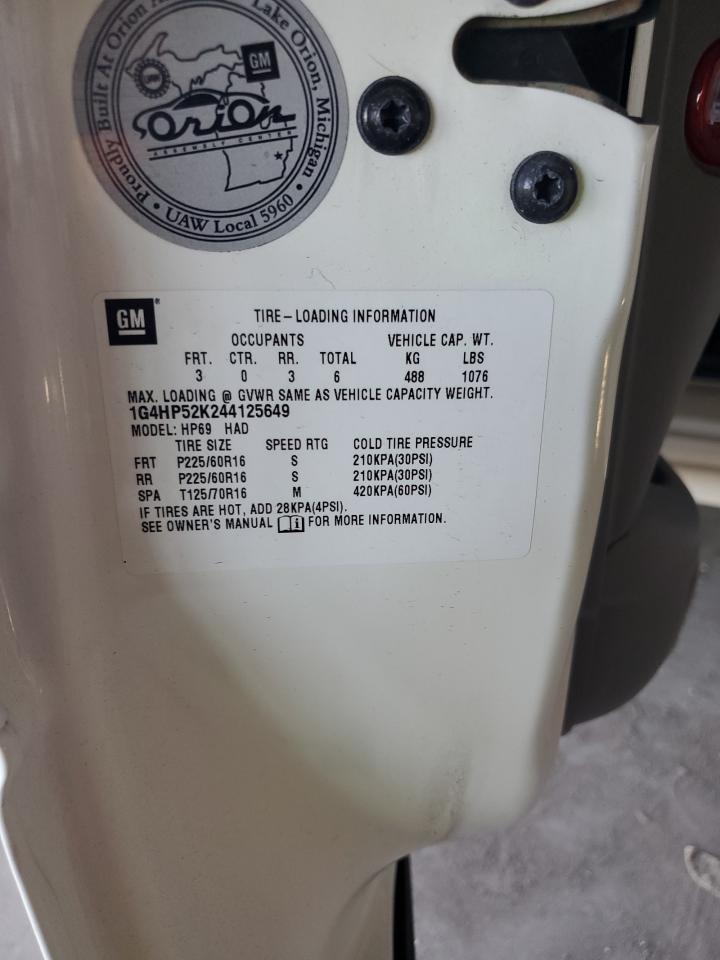 Proudly Built At Orion
Lake Orion, Michigan
GM
Orion
ASSEMBLY CENTER
UAW Local 5960
GM
TIRE-LOADING INFORMATION
OCCUPANTS VEHICLE CAP. WT.
FRT. CTR. RR. TOTAL KG LBS
3 0 3 6 488 1076
MAX. LOADING @ GVWR SAME AS VEHICLE CAPACITY WEIGHT.
1G4HP52K244125649
MODEL: HP69 HAD
TIRE SIZE SPEED RTG COLD TIRE PRESSURE
FRT P225/60R16 S 210KPA(30PSI)
RR P225/60R16 S 210KPA(30PSI)
SPA T125/70R16 M 420KPA(60PSI)
IF TIRES ARE HOT, ADD 28KPA(4PSI).
SEE OWNER'S MANUAL FOR MORE INFORMATION.